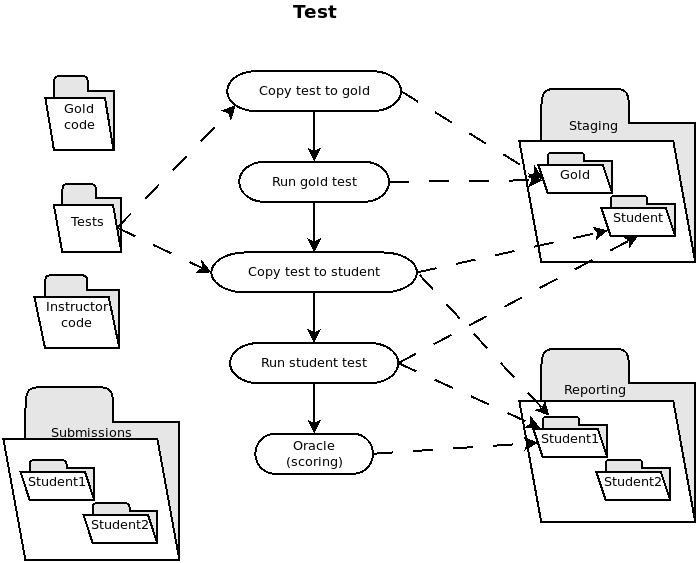 Test
Gold
code
Tests
Instructor
code
Submissions
Student1
Student2
Copy test to gold
Run gold test
Copy test to student
Run student test
Oracle
(scoring)
Staging
Gold
Student
Reporting
Student1
Student2